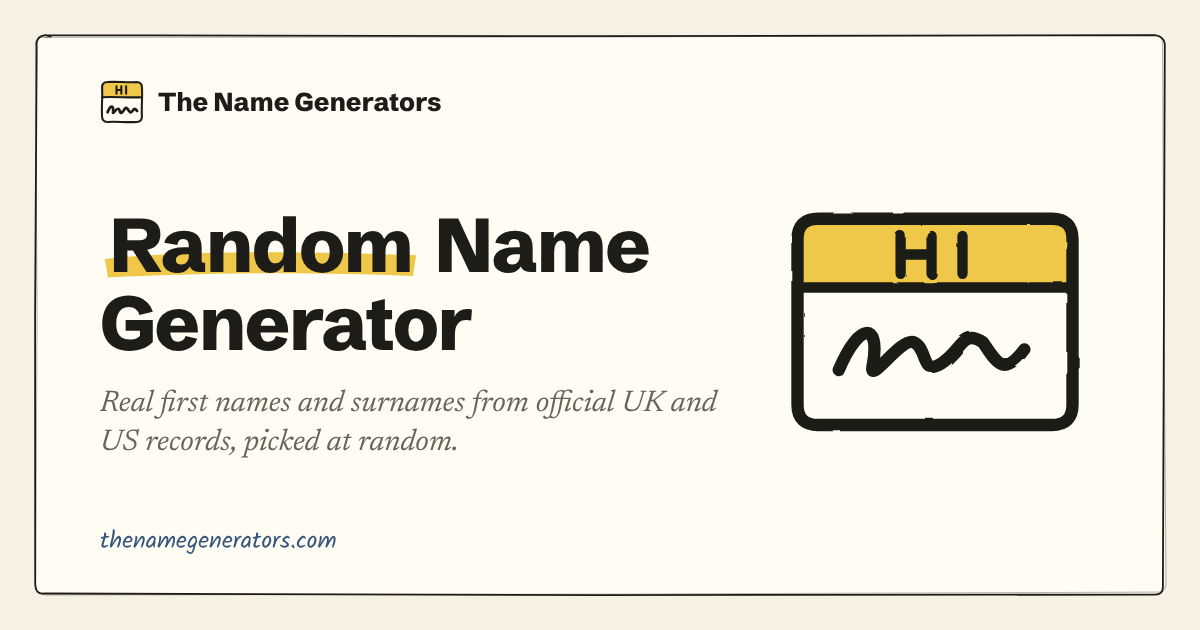 HI
The Name Generators
Random Name
Generator
HI
Real first names and surnames from official UK and
US records, picked at random.
thenamegenerators.com